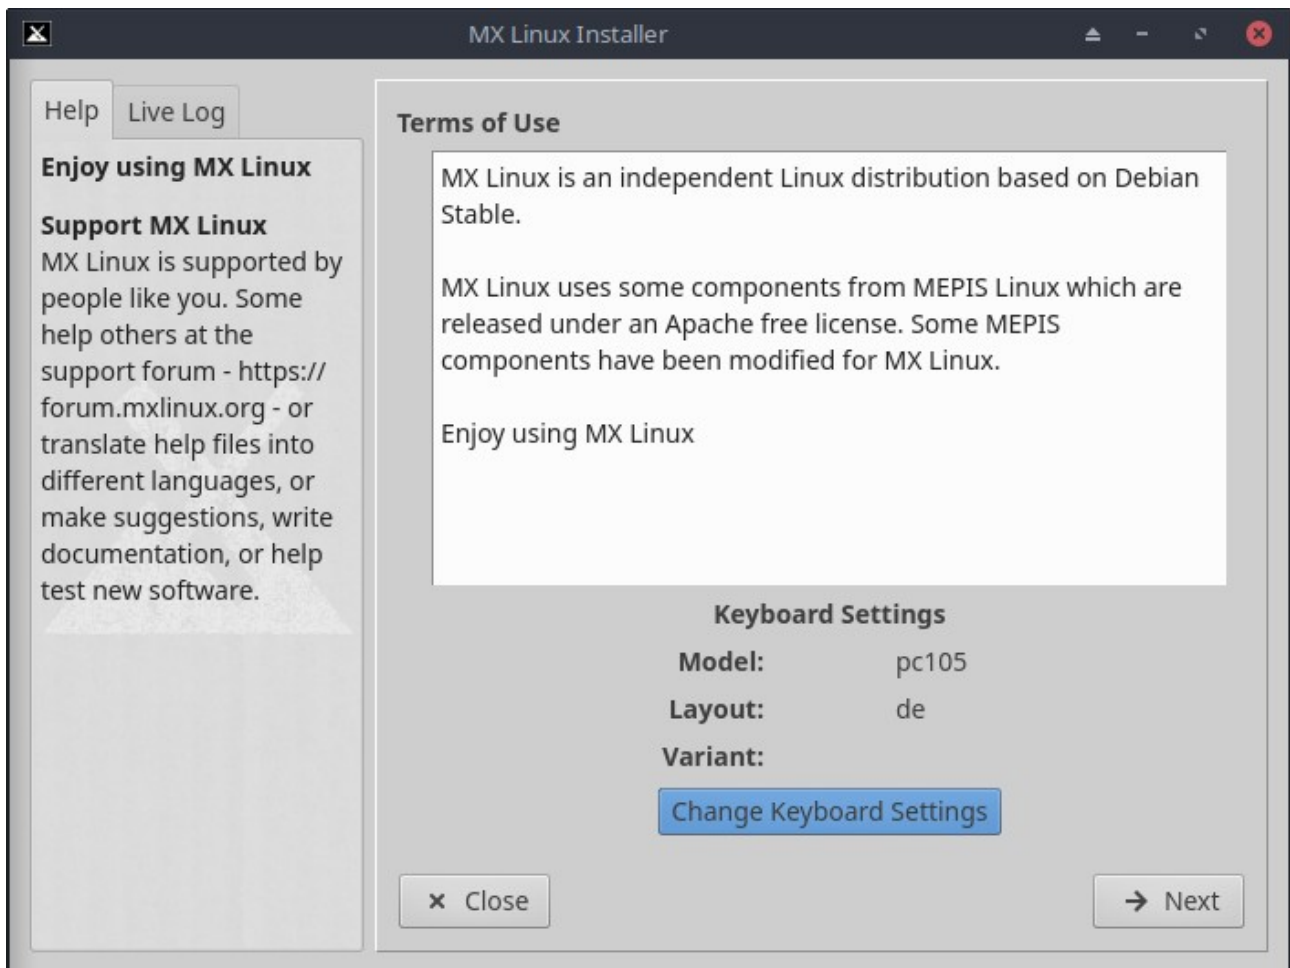 MX Linux Installer
Help
Live Log
Enjoy using MX Linux
Support MX Linux
MX Linux is supported by
people like you. Some
help others at the
support forum - https://
forum.mxlinux.org - or
translate help files into
different languages, or
make suggestions, write
documentation, or help
test new software.
Terms of Use
MX Linux is an independent Linux distribution based on Debian
Stable.
MX Linux uses some components from MEPIS Linux which are
released under an Apache free license. Some MEPIS
components have been modified for MX Linux.
Enjoy using MX Linux
Keyboard Settings
Model: pc105
Layout: de
Variant:
Change Keyboard Settings
Close
Next